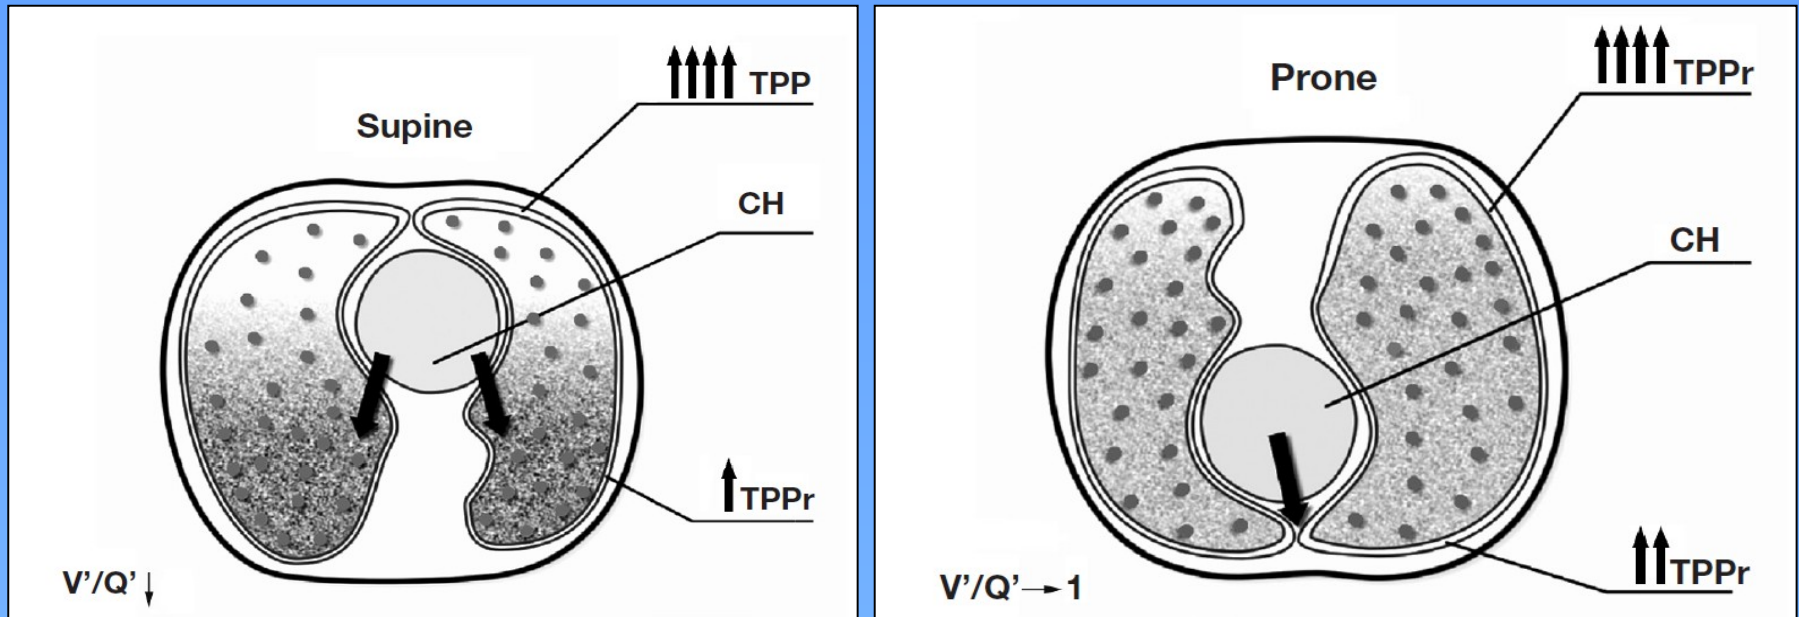 TPP
Supine
CH
TPPr
V’/Q’
TPPr
Prone
CH
TPPr
V’/Q’→1